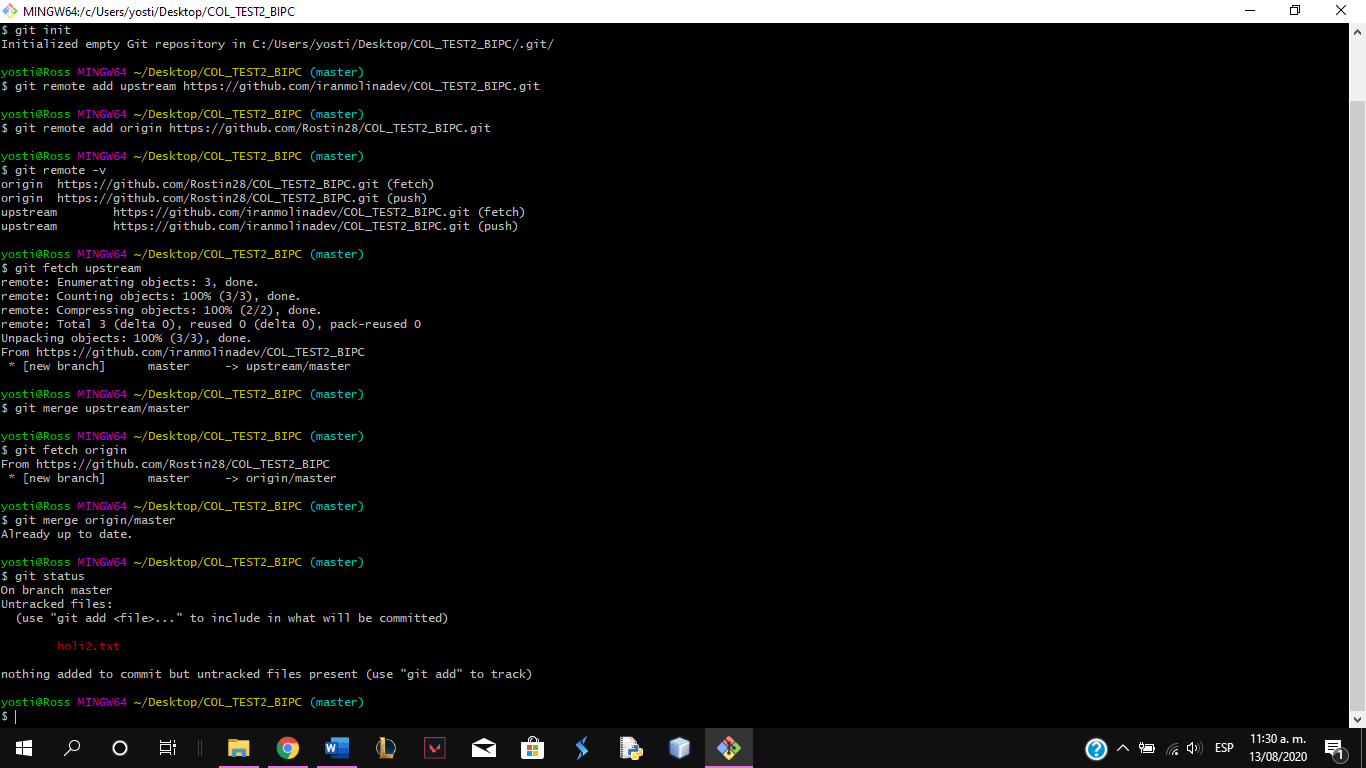 MINGW64:/c/Users/yosti/Desktop/COL_TEST2_BIPC
$ git init
Initialized empty Git repository in C:/Users/yosti/Desktop/COL_TEST2_BIPC/.git/
yosti@Ross MINGW64 ~/Desktop/COL_TEST2_BIPC (master)
$ git remote add upstream https://github.com/iranmolinadev/COL_TEST2_BIPC.git
yosti@Ross MINGW64 ~/Desktop/COL_TEST2_BIPC (master)
$ git remote add origin https://github.com/Rostin28/COL_TEST2_BIPC.git
yosti@Ross MINGW64 ~/Desktop/COL_TEST2_BIPC (master)
$ git remote -v
origin  https://github.com/Rostin28/COL_TEST2_BIPC.git (fetch)
origin  https://github.com/Rostin28/COL_TEST2_BIPC.git (push)
upstream        https://github.com/iranmolinadev/COL_TEST2_BIPC.git (fetch)
upstream        https://github.com/iranmolinadev/COL_TEST2_BIPC.git (push)
yosti@Ross MINGW64 ~/Desktop/COL_TEST2_BIPC (master)
$ git fetch upstream
remote: Enumerating objects: 3, done.
remote: Counting objects: 100% (3/3), done.
remote: Compressing objects: 100% (2/2), done.
remote: Total 3 (delta 0), reused 0 (delta 0), pack-reused 0
Unpacking objects: 100% (3/3), done.
From https://github.com/iranmolinadev/COL_TEST2_BIPC
 * [new branch]      master     -> upstream/master
yosti@Ross MINGW64 ~/Desktop/COL_TEST2_BIPC (master)
$ git merge upstream/master
yosti@Ross MINGW64 ~/Desktop/COL_TEST2_BIPC (master)
$ git fetch origin
From https://github.com/Rostin28/COL_TEST2_BIPC
 * [new branch]      master     -> origin/master
yosti@Ross MINGW64 ~/Desktop/COL_TEST2_BIPC (master)
$ git merge origin/master
Already up to date.
yosti@Ross MINGW64 ~/Desktop/COL_TEST2_BIPC (master)
$ git status
On branch master
Untracked files:
  (use "git add <file>..." to include in what will be committed)
        holi2.txt
nothing added to commit but untracked files present (use "git add" to track)
yosti@Ross MINGW64 ~/Desktop/COL_TEST2_BIPC (master)
$
ESP
11:30 a. m.
13/08/2020
1